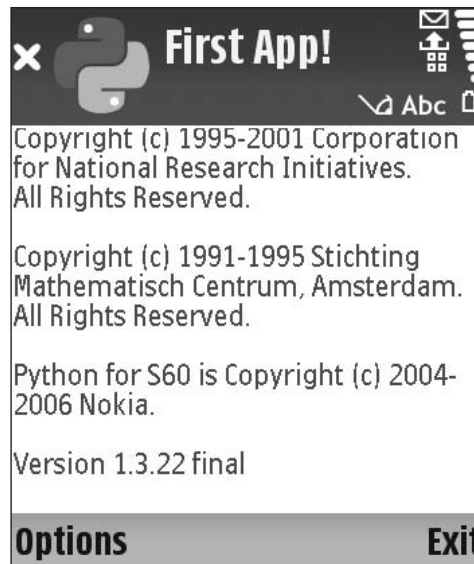 First App!
Abc
Copyright (c) 1995-2001 Corporation
for National Research Initiatives.
All Rights Reserved.
Copyright (c) 1991-1995 Stichting
Mathematisch Centrum, Amsterdam.
All Rights Reserved.
Python for S60 is Copyright (c) 2004-
2006 Nokia.
Version 1.3.22 final
Options
Exit